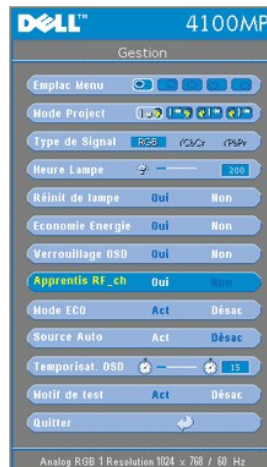 DELL™ 4100MP
Gestion
Emplac Menu
Mode Project
Type de Signal RGB YCbCr YPbPr
Heure Lampe 200
Réinit de lampe Oui Non
Economie Energie Oui Non
Verrouillage OSD Oui Non
Apprentis RF_ch Oui Non
Mode ECO Act Désac
Source Auto Act Désac
Temporisat. OSD 15
Motif de test Act Désac
Quitter
Analog RGB 1 Resolution 1024 x 768 / 60 Hz